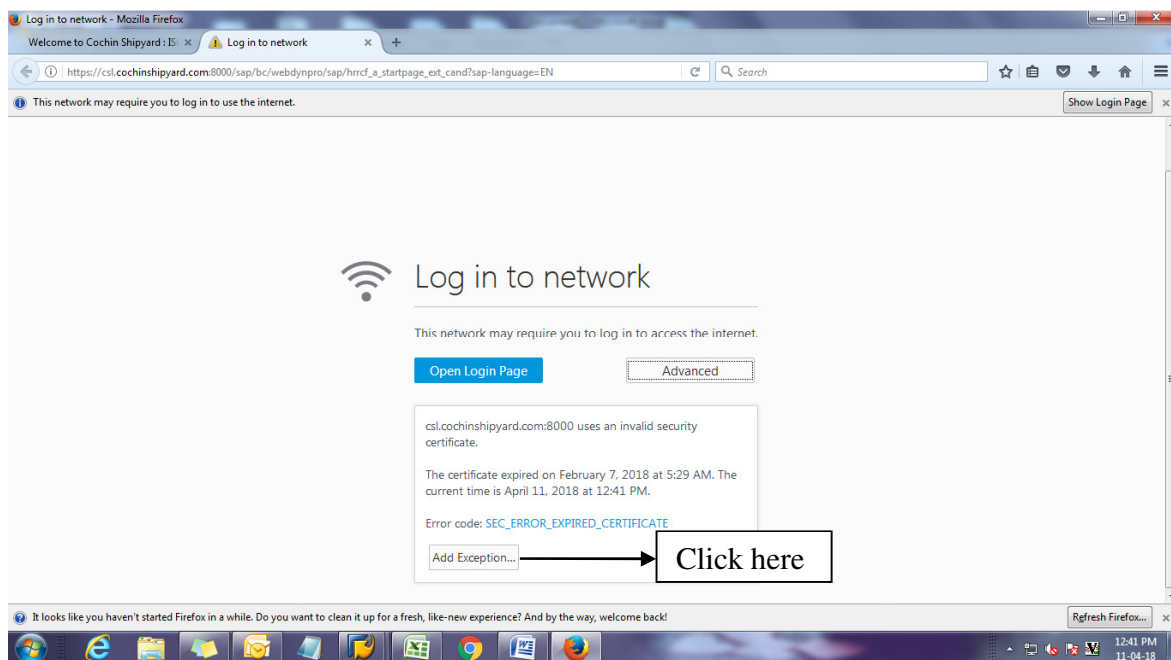 Log in to network - Mozilla Firefox
Welcome to Cochin Shipyard : IS
Log in to network
https://csl.cochinshipyard.com:8000/sap/bc/webdynpro/sap/hrrcf_a_startpage_ext_cand?sap-language=EN
Search
This network may require you to log in to use the internet.
Show Login Page
Log in to network
This network may require you to log in to access the internet.
Open Login Page
Advanced
csl.cochinshipyard.com:8000 uses an invalid security
certificate.
The certificate expired on February 7, 2018 at 5:29 AM. The
current time is April 11, 2018 at 12:41 PM.
Error code: SEC_ERROR_EXPIRED_CERTIFICATE
Add Exception...
Click here
It looks like you haven't started Firefox in a while. Do you want to clean it up for a fresh, like-new experience? And by the way, welcome back!
Refresh Firefox...
12:41 PM
11-04-18